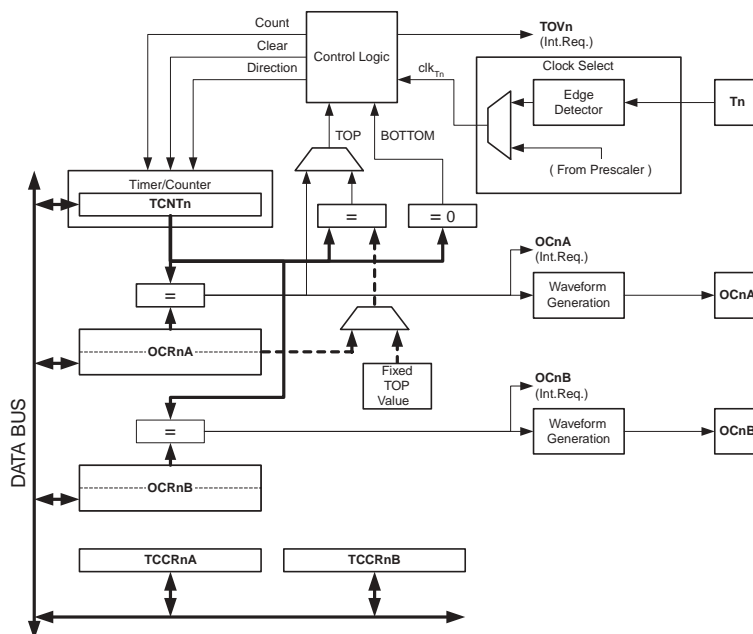 Count
Clear
Direction
Control Logic
TOVn
(Int.Req.)
clkTn
Clock Select
Edge
Detector
Tn
( From Prescaler )
TOP
BOTTOM
Timer/Counter
TCNTn
=
= 0
OCnA
(Int.Req.)
=
Waveform
Generation
OCnA
OCRnA
Fixed
TOP
Value
OCnB
(Int.Req.)
=
Waveform
Generation
OCnB
OCRnB
DATA BUS
TCCRnA
TCCRnB